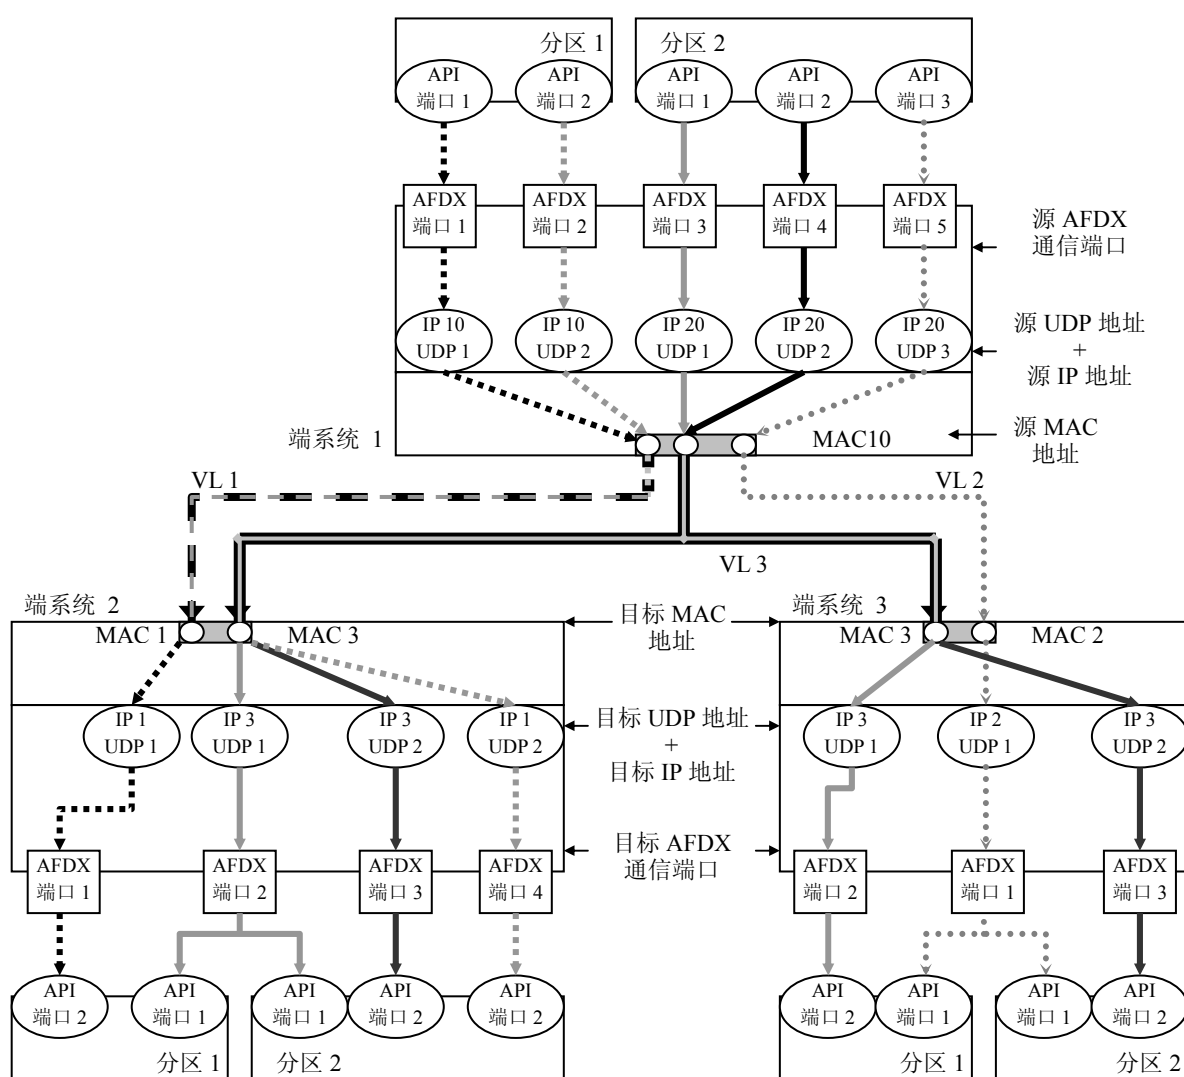 分区 1
分区 2
API
端口 1
API
端口 2
API
端口 1
API
端口 2
API
端口 3
AFDX
端口 1
AFDX
端口 2
AFDX
端口 3
AFDX
端口 4
AFDX
端口 5
源 AFDX
通信端口
IP 10
UDP 1
IP 10
UDP 2
IP 20
UDP 1
IP 20
UDP 2
IP 20
UDP 3
源 UDP 地址
+
源 IP 地址
端系统 1
MAC10
源 MAC
地址
VL 1
VL 2
VL 3
端系统 2
MAC 1
MAC 3
目标 MAC
地址
端系统 3
MAC 3
MAC 2
IP 1
UDP 1
IP 3
UDP 1
IP 3
UDP 2
IP 1
UDP 2
目标 UDP 地址
+
目标 IP 地址
IP 3
UDP 1
IP 2
UDP 1
IP 3
UDP 2
AFDX
端口 1
AFDX
端口 2
AFDX
端口 3
AFDX
端口 4
目标 AFDX
通信端口
AFDX
端口 2
AFDX
端口 1
AFDX
端口 3
API
端口 2
API
端口 1
API
端口 1
API
端口 2
API
端口 2
API
端口 2
API
端口 1
API
端口 1
API
端口 2
分区 1
分区 2
分区 1
分区 2